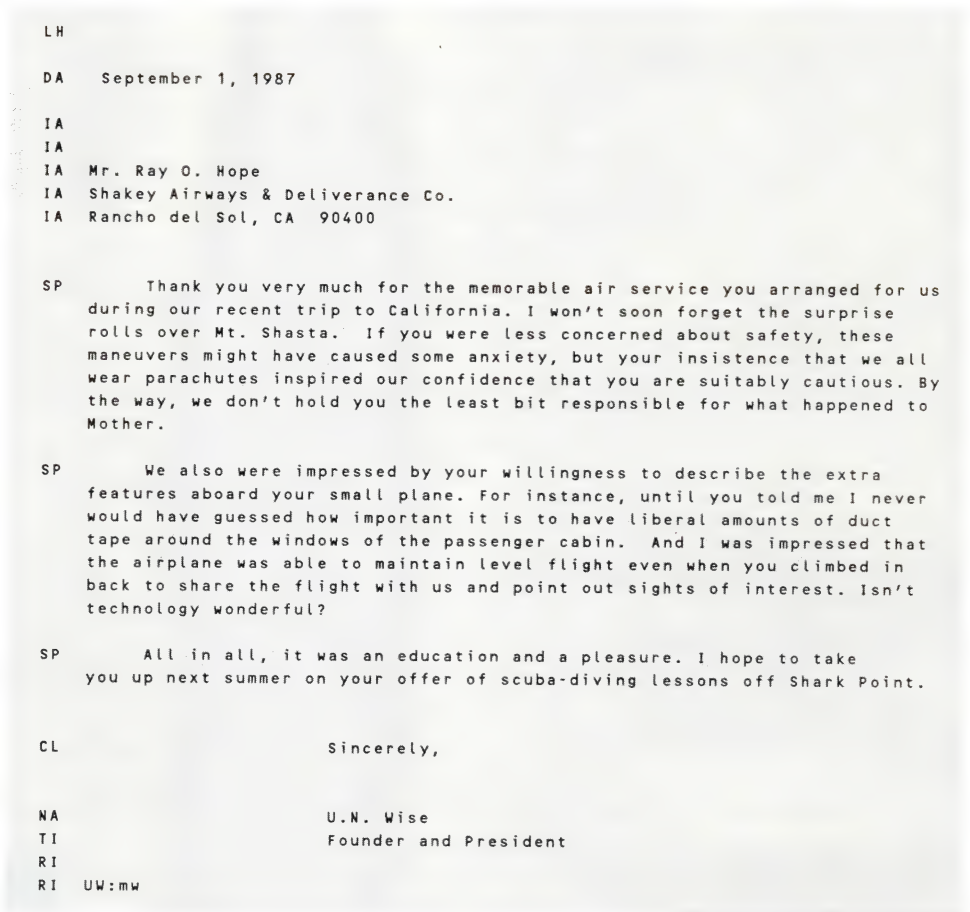 LH
DA September 1, 1987
IA
IA
IA Mr. Ray O. Hope
IA Shakey Airways & Deliverance Co.
IA Rancho del Sol, CA 90400
SP Thank you very much for the memorable air service you arranged for us
during our recent trip to California. I won't soon forget the surprise
rolls over Mt. Shasta. If you were less concerned about safety, these
maneuvers might have caused some anxiety, but your insistence that we all
wear parachutes inspired our confidence that you are suitably cautious. By
the way, we don't hold you the least bit responsible for what happened to
Mother.
SP We also were impressed by your willingness to describe the extra
features aboard your small plane. For instance, until you told me I never
would have guessed how important it is to have liberal amounts of duct
tape around the windows of the passenger cabin. And I was impressed that
the airplane was able to maintain level flight even when you climbed in
back to share the flight with us and point out sights of interest. Isn't
technology wonderful?
SP All in all, it was an education and a pleasure. I hope to take
you up next summer on your offer of scuba-diving lessons off Shark Point.
CL Sincerely,
NA U.N. Wise
TI Founder and President
RI
RI UW:mw